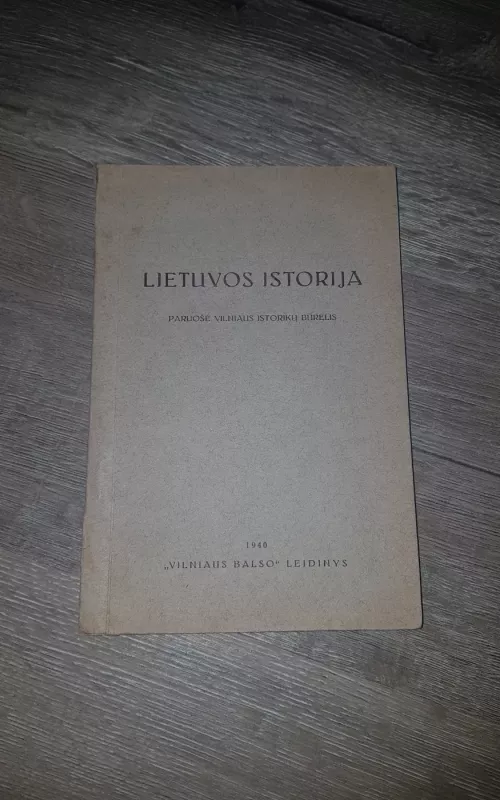 LIETUVOS ISTORIJA
PARUOŠĖ VILNIAUS ISTORIKŲ BŪRELIS
1940
„VILNIAUS BALSO“ LEIDINYS